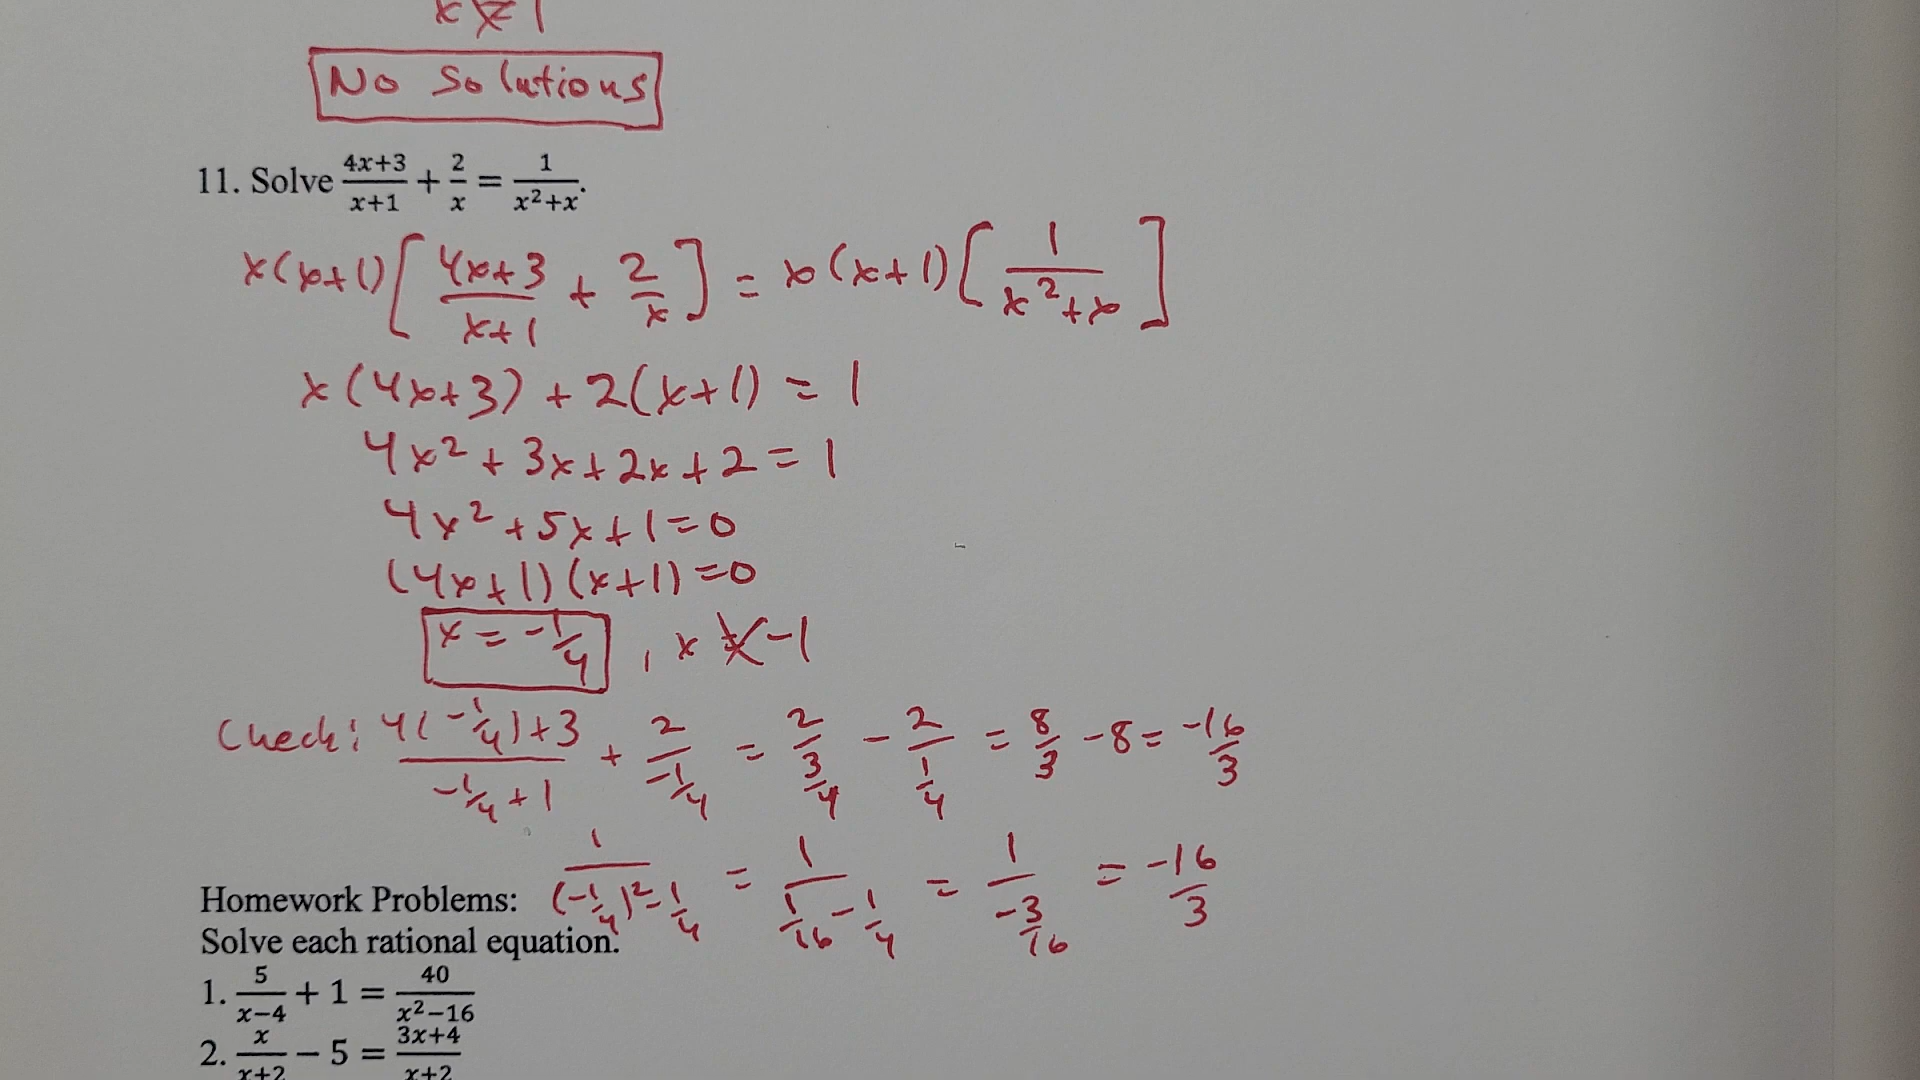 x ≠ 1
No Solutions
11. Solve (4x+3)/(x+1) + 2/x = 1/(x²+x).
x(x+1)[(4x+3)/(x+1) + 2/x] = x(x+1)[1/(x²+x)]
x(4x+3) + 2(x+1) = 1
4x² + 3x + 2x + 2 = 1
4x² + 5x + 1 = 0
(4x+1)(x+1) = 0
x = -1/4, x ≠ -1
Check: (4(-1/4)+3)/(-1/4+1) + 2/(-1/4) = 2/(3/4) - 2/(1/4) = 8/3 - 8 = -16/3
1/((-1/4)²-1/4) = 1/(1/16-1/4) = 1/(-3/16) = -16/3
Homework Problems:
Solve each rational equation.
1. 5/(x-4) + 1 = 40/(x²-16)
2. x/(x+2) - 5 = (3x+4)/(x+2)